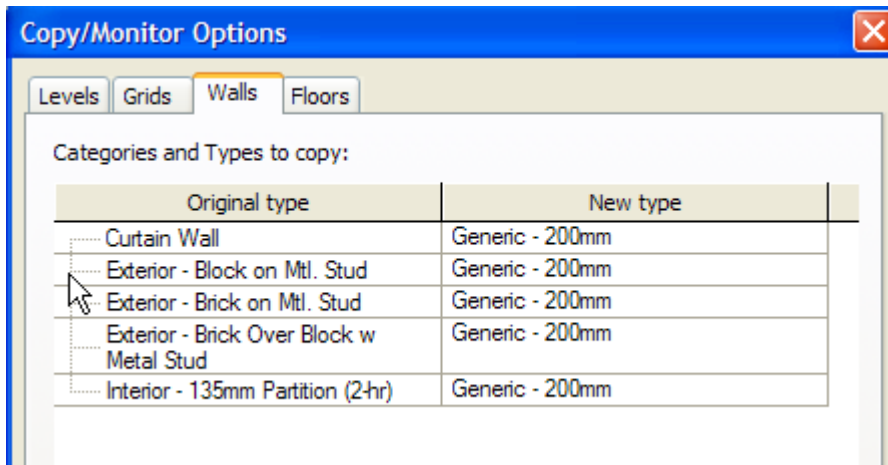 Copy/Monitor Options
Levels Grids Walls Floors
Categories and Types to copy:
Original type New type
Curtain Wall Generic - 200mm
Exterior - Block on Mtl. Stud Generic - 200mm
Exterior - Brick on Mtl. Stud Generic - 200mm
Exterior - Brick Over Block w Generic - 200mm
Metal Stud
Interior - 135mm Partition (2-hr) Generic - 200mm